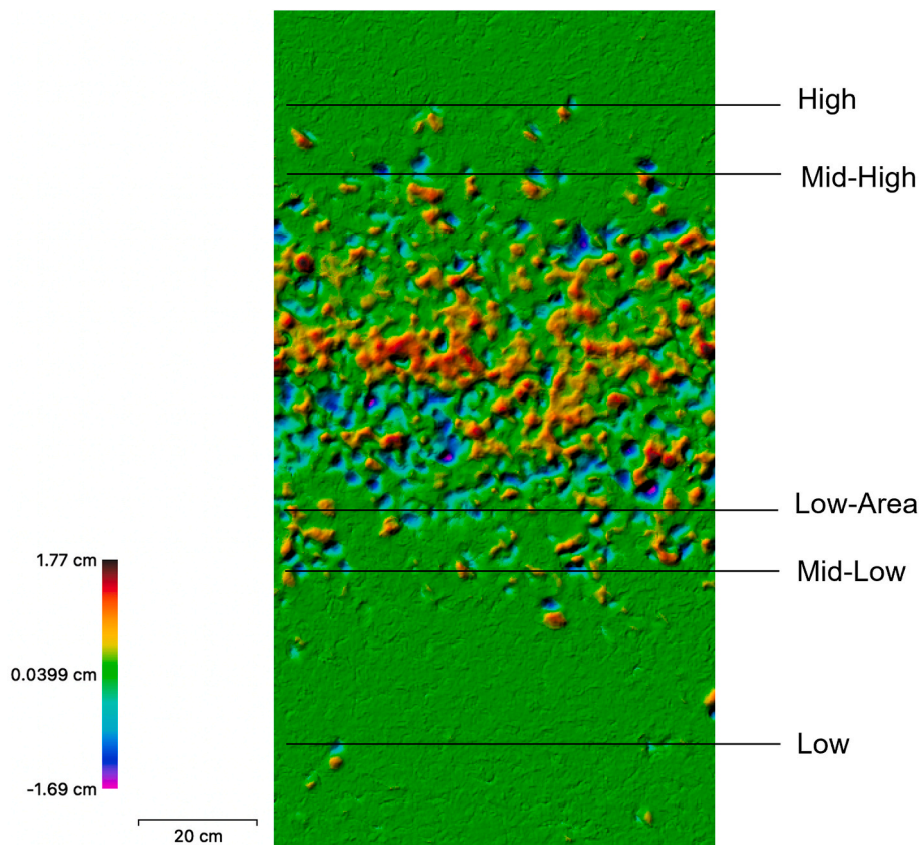 High
Mid-High
Low-Area
1.77 cm
Mid-Low
0.0399 cm
Low
-1.69 cm
20 cm